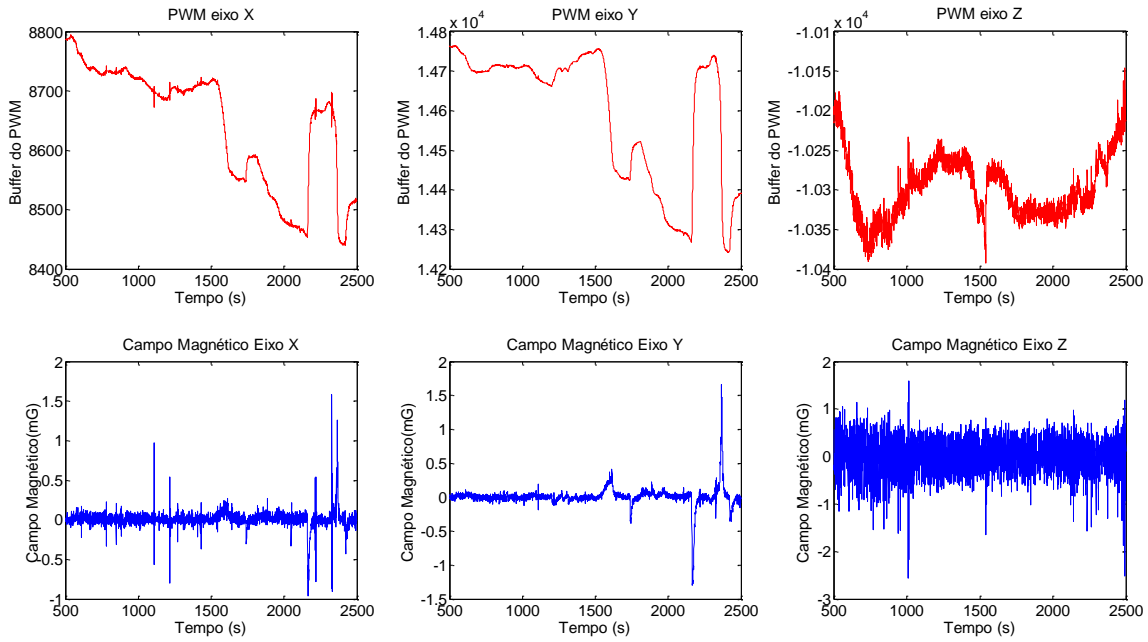 PWM eixo X
8800
8700
8600
8500
8400
Buffer do PWM
500 1000 1500 2000 2500
Tempo (s)
PWM eixo Y
x 10^4
1.48
1.47
1.46
1.45
1.44
1.43
1.42
Buffer do PWM
500 1000 1500 2000 2500
Tempo (s)
PWM eixo Z
x 10^4
-1.01
-1.015
-1.02
-1.025
-1.03
-1.035
-1.04
Buffer do PWM
500 1000 1500 2000 2500
Tempo (s)
Campo Magnético Eixo X
2
1.5
1
0.5
0
-0.5
-1
Campo Magnético(mG)
500 1000 1500 2000 2500
Tempo (s)
Campo Magnético Eixo Y
2
1.5
1
0.5
0
-0.5
-1
-1.5
Campo Magnético(mG)
500 1000 1500 2000 2500
Tempo (s)
Campo Magnético Eixo Z
2
1
0
-1
-2
-3
Campo Magnético(mG)
500 1000 1500 2000 2500
Tempo (s)